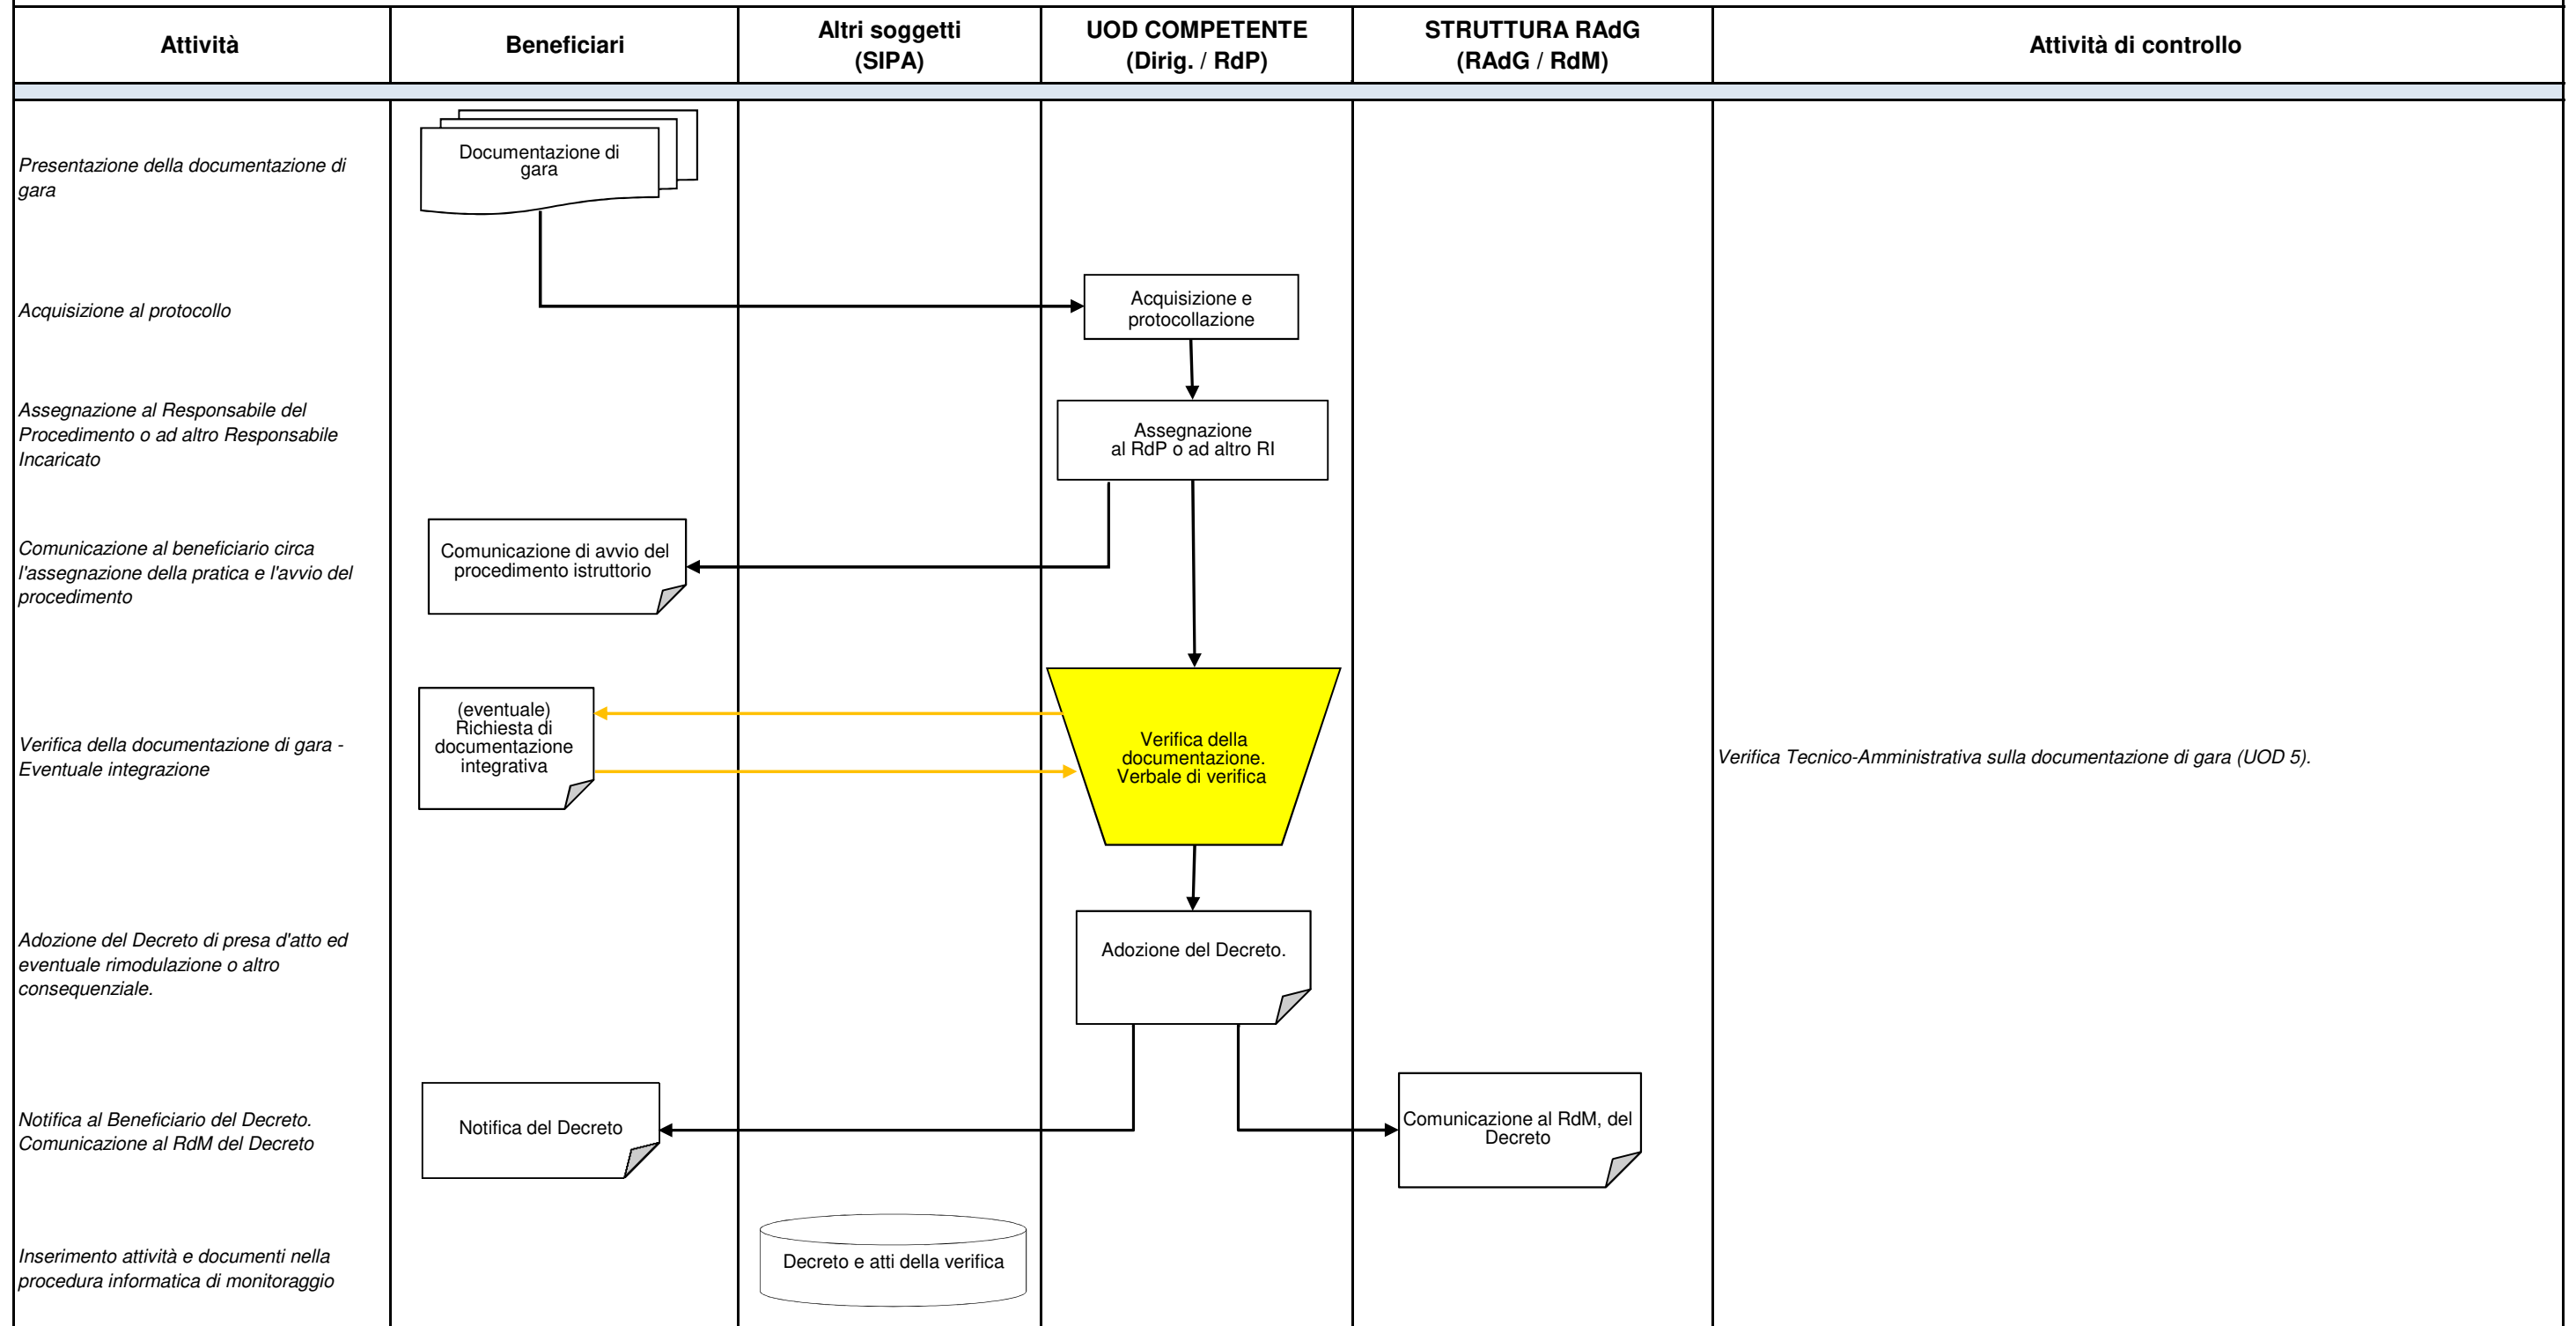 Attività
Beneficiari
Altri soggetti
(SIPA)
UOD COMPETENTE
(Dirig. / RdP)
STRUTTURA RAdG
(RAdG / RdM)
Attività di controllo
Presentazione della documentazione di
gara
Documentazione di
gara
Acquisizione al protocollo
Acquisizione e
protocollazione
Assegnazione al Responsabile del
Procedimento o ad altro Responsabile
Incaricato
Assegnazione
al RdP o ad altro RI
Comunicazione al beneficiario circa
l'assegnazione della pratica e l'avvio del
procedimento
Comunicazione di avvio del
procedimento istruttorio
Verifica della documentazione di gara -
Eventuale integrazione
(eventuale)
Richiesta di
documentazione
integrativa
Verifica della
documentazione.
Verbale di verifica
Verifica Tecnico-Amministrativa sulla documentazione di gara (UOD 5).
Adozione del Decreto di presa d'atto ed
eventuale rimodulazione o altro
consequenziale.
Adozione del Decreto.
Notifica al Beneficiario del Decreto.
Comunicazione al RdM del Decreto
Notifica del Decreto
Comunicazione al RdM, del
Decreto
Inserimento attività e documenti nella
procedura informatica di monitoraggio
Decreto e atti della verifica